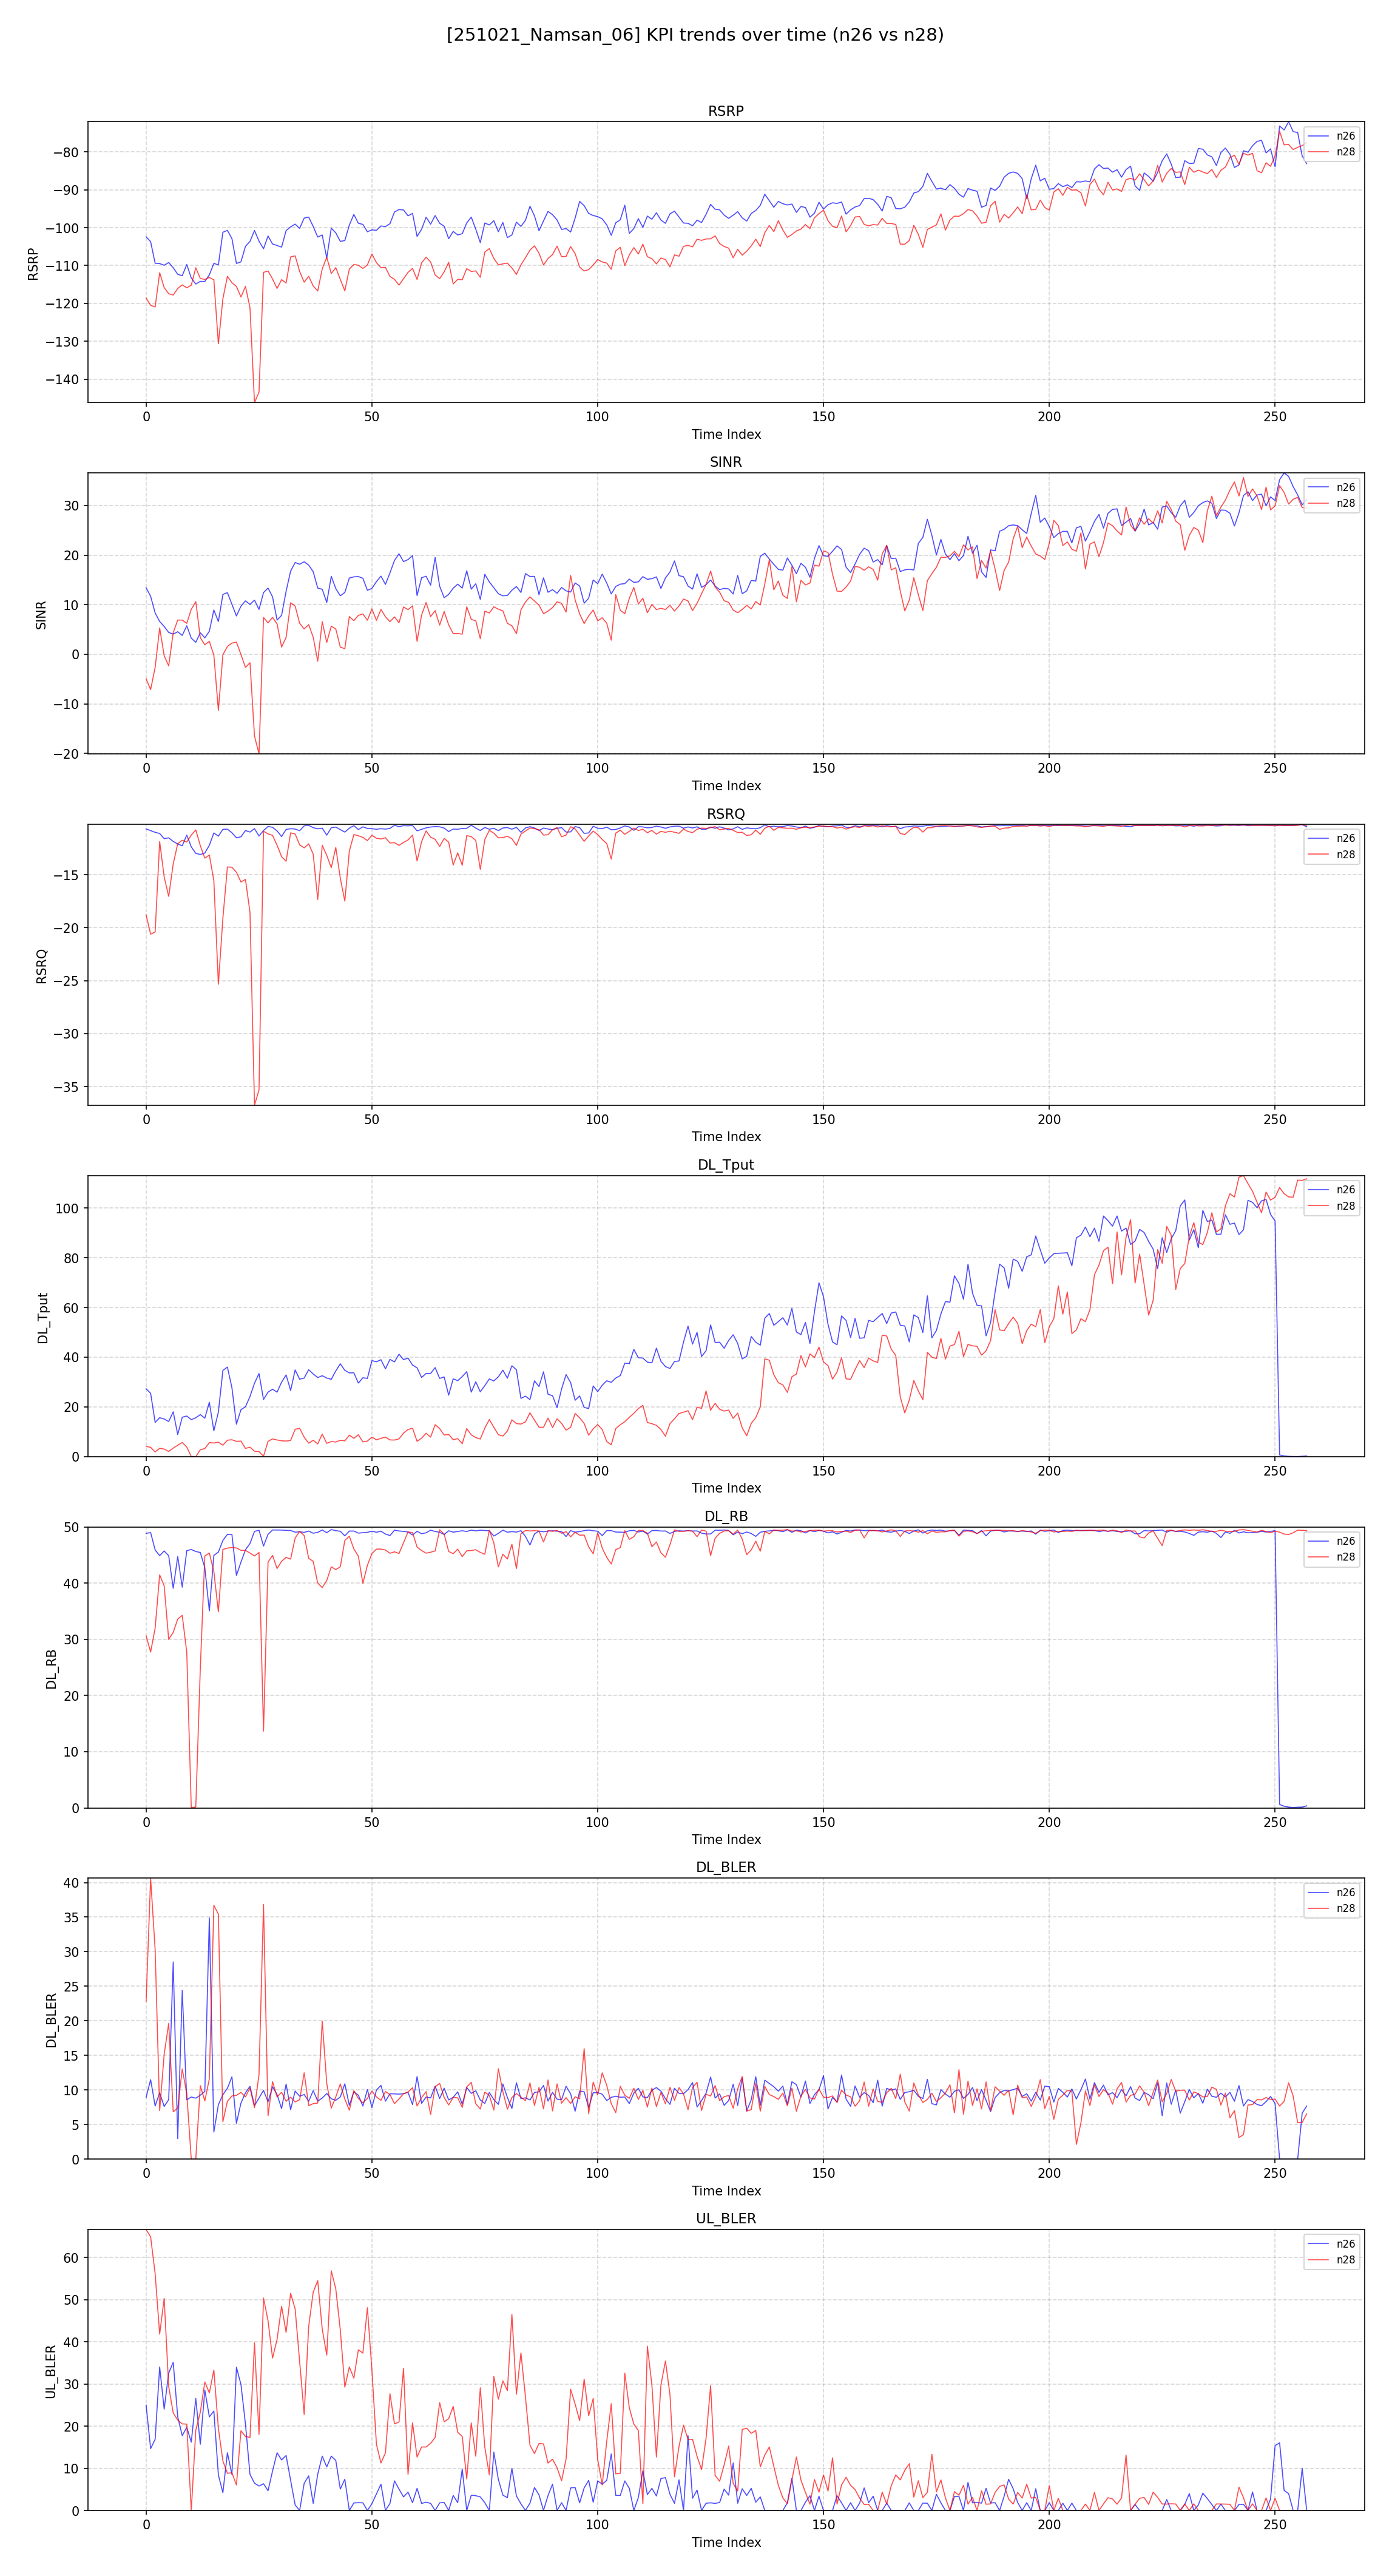 [251021_Namsan_06] KPI trends over time (n26 vs n28)
RSRP
n26
n28
−80
−90
−100
−110
−120
−130
−140
RSRP
0 50 100 150 200 250
Time Index
SINR
n26
n28
30
20
10
0
−10
−20
SINR
0 50 100 150 200 250
Time Index
RSRQ
n26
n28
−15
−20
−25
−30
−35
RSRQ
0 50 100 150 200 250
Time Index
DL_Tput
n26
n28
100
80
60
40
20
0
DL_Tput
0 50 100 150 200 250
Time Index
DL_RB
n26
n28
50
40
30
20
10
0
DL_RB
0 50 100 150 200 250
Time Index
DL_BLER
n26
n28
40
35
30
25
20
15
10
5
0
DL_BLER
0 50 100 150 200 250
Time Index
UL_BLER
n26
n28
60
50
40
30
20
10
0
UL_BLER
0 50 100 150 200 250
Time Index